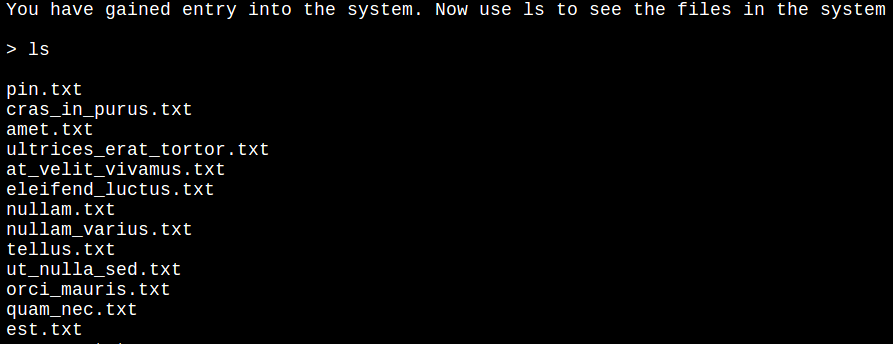 You have gained entry into the system. Now use ls to see the files in the system
> ls
pin.txt
cras_in_purus.txt
amet.txt
ultrices_erat_tortor.txt
at_velit_vivamus.txt
eleifend_luctus.txt
nullam.txt
nullam_varius.txt
tellus.txt
ut_nulla_sed.txt
orci_mauris.txt
quam_nec.txt
est.txt